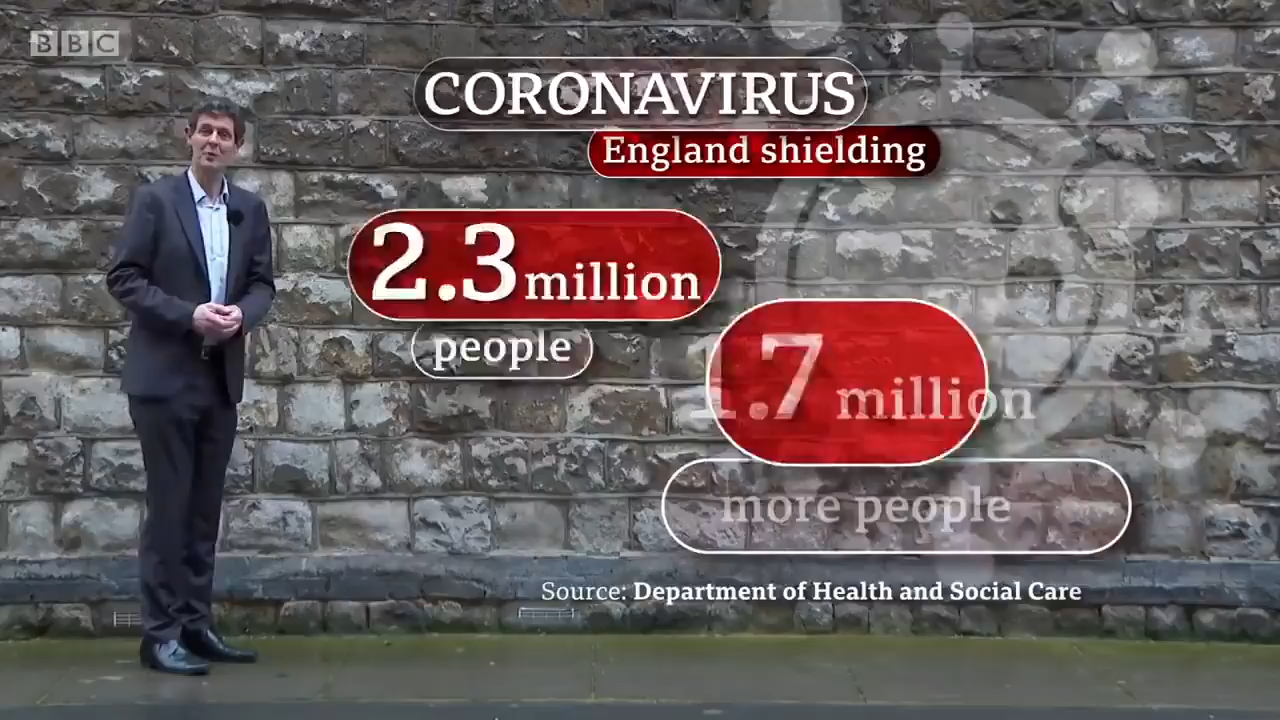 BBC
CORONAVIRUS
England shielding
2.3 million
people
1.7 million
more people
Source: Department of Health and Social Care